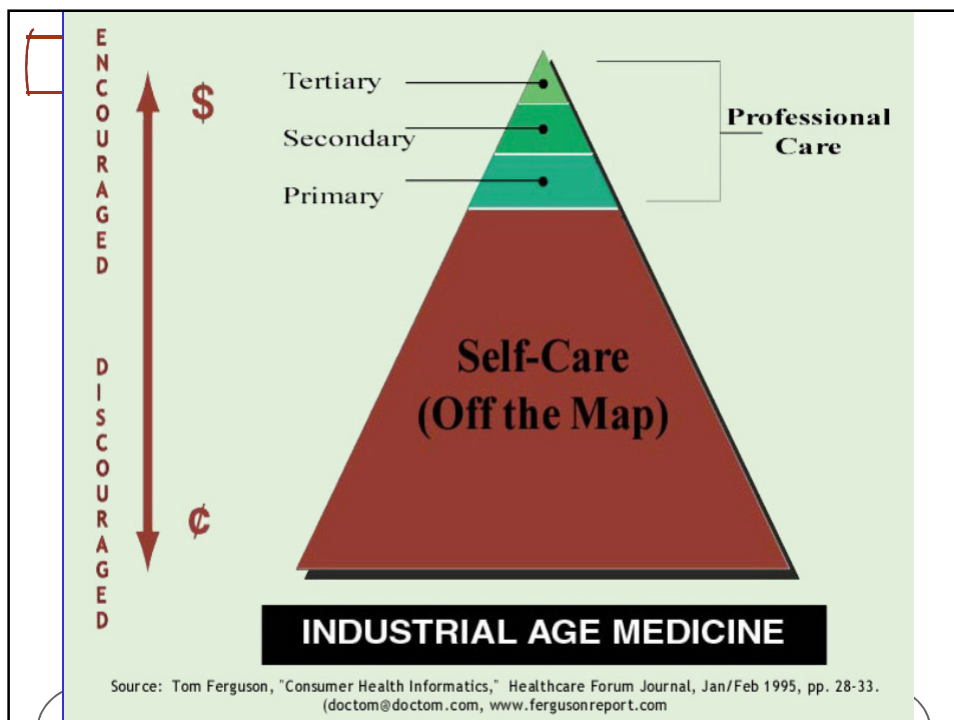 ENCOURAGED
DISCOURAGED
$
¢
Tertiary
Secondary
Primary
Professional
Care
Self-Care
(Off the Map)
INDUSTRIAL AGE MEDICINE
Source: Tom Ferguson, "Consumer Health Informatics," Healthcare Forum Journal, Jan/Feb 1995, pp. 28-33.
(doctom@doctom.com, www.fergusonreport.com